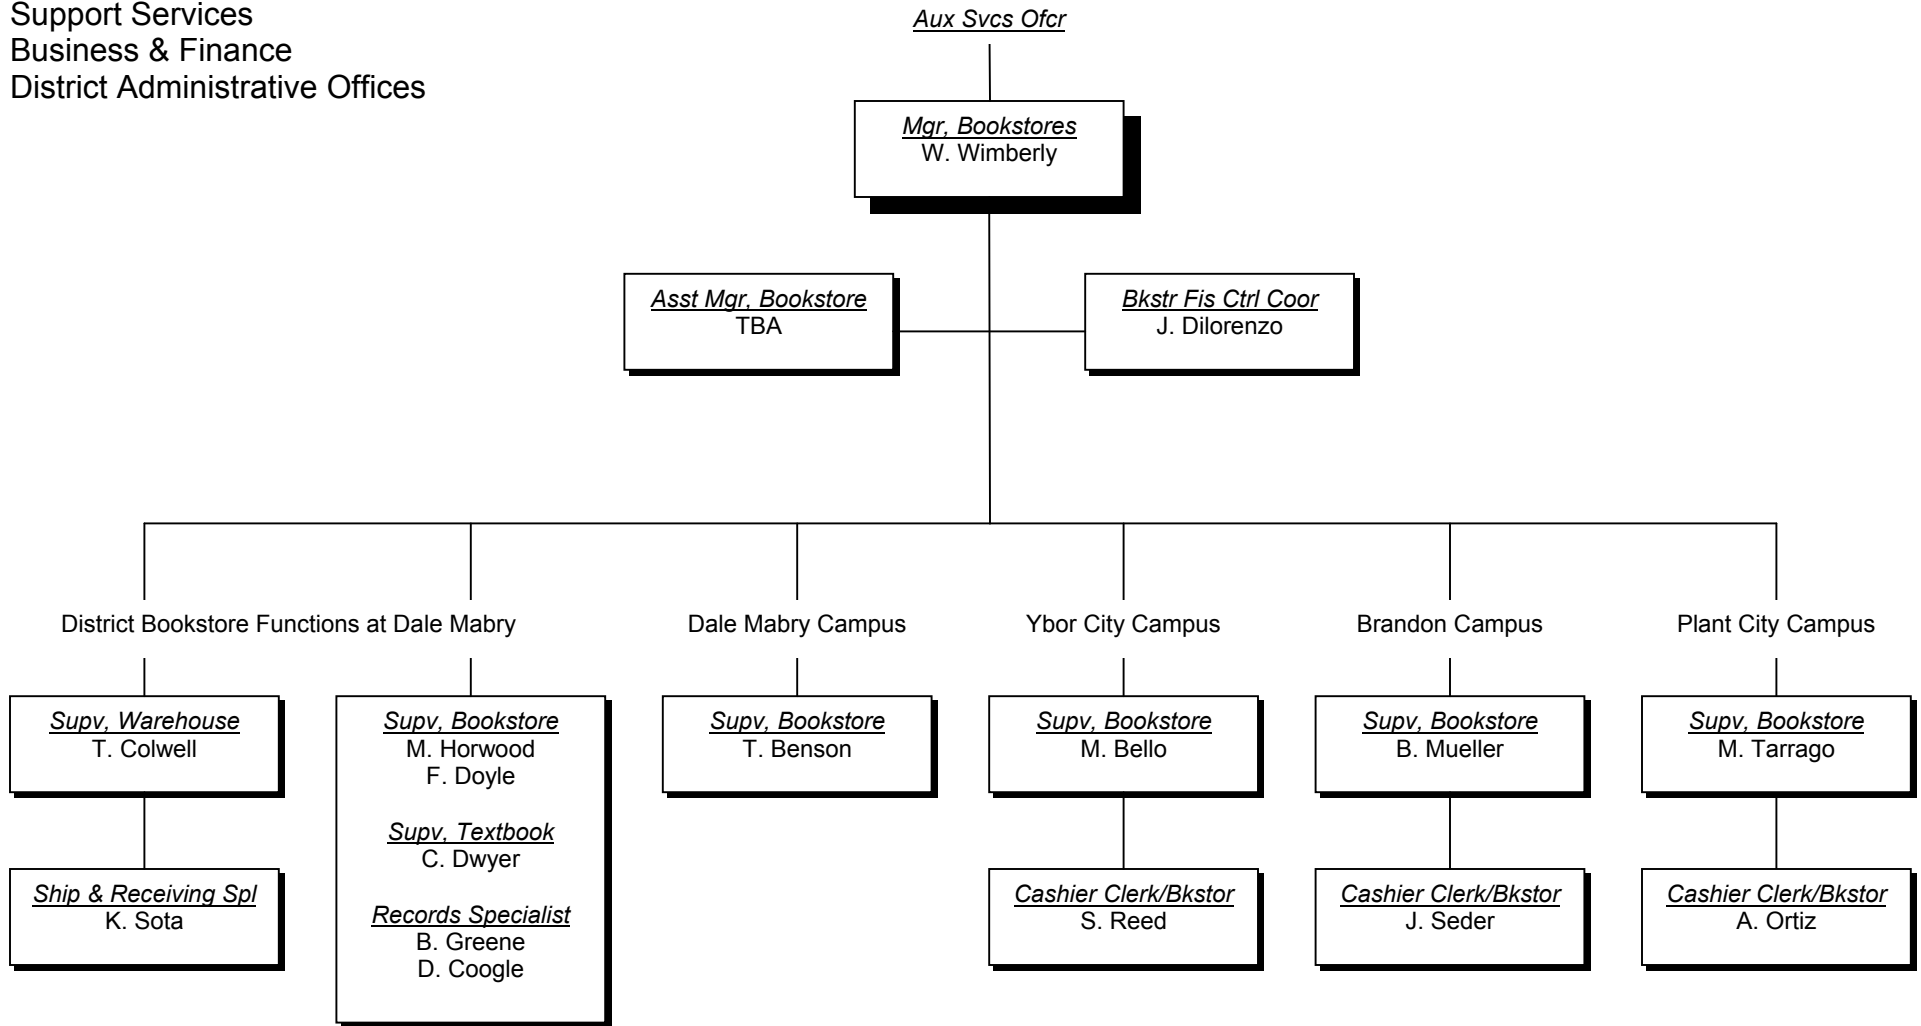 Support Services
Business & Finance
District Administrative Offices
Aux Svcs Ofcr
Mgr, Bookstores
W. Wimberly
Asst Mgr, Bookstore
TBA
Bkstr Fis Ctrl Coor
J. Dilorenzo
District Bookstore Functions at Dale Mabry
Dale Mabry Campus
Ybor City Campus
Brandon Campus
Plant City Campus
Supv, Warehouse
T. Colwell
Supv, Bookstore
M. Horwood
F. Doyle
Supv, Textbook
C. Dwyer
Records Specialist
B. Greene
D. Coogle
Supv, Bookstore
T. Benson
Supv, Bookstore
M. Bello
Supv, Bookstore
B. Mueller
Supv, Bookstore
M. Tarrago
Ship & Receiving Spl
K. Sota
Cashier Clerk/Bkstor
S. Reed
Cashier Clerk/Bkstor
J. Seder
Cashier Clerk/Bkstor
A. Ortiz